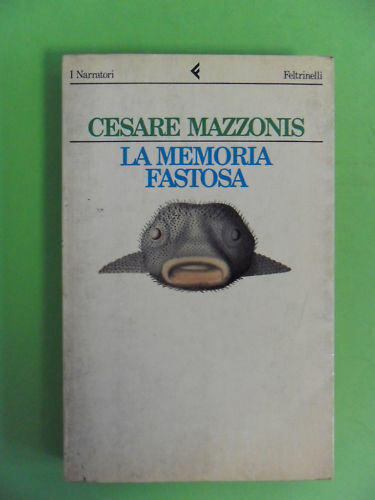 I Narratori Feltrinelli
CESARE MAZZONIS
LA MEMORIA
FASTOSA